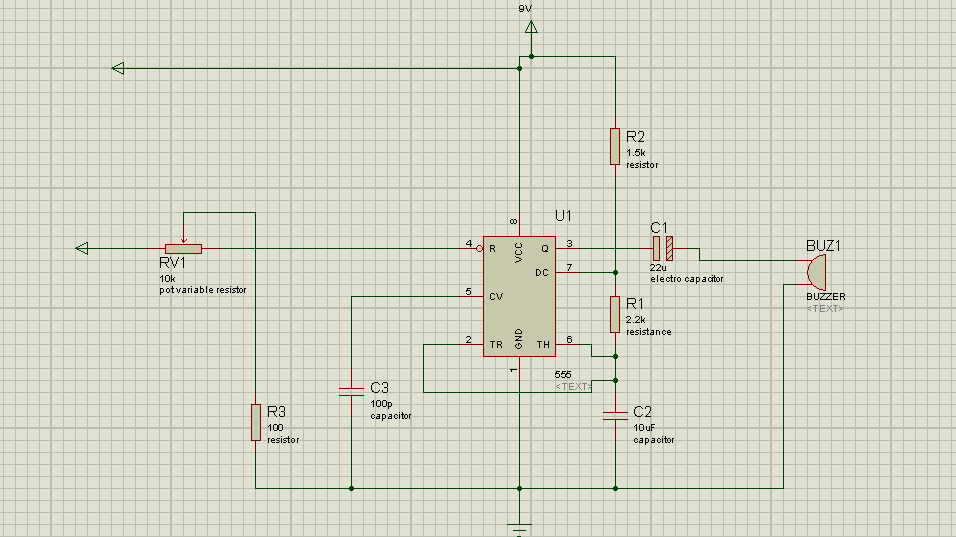 9V
R2
1.5k
resistor
U1
8
4
R
VCC
Q
3
C1
22u
electro capacitor
BUZ1
BUZZER
<TEXT>
RV1
10k
pot variable resistor
DC
7
5
CV
R1
2.2k
resistance
2
TR
GND
TH
6
1
555
<TEXT>
C3
100p
capacitor
R3
100
resistor
C2
10uF
capacitor